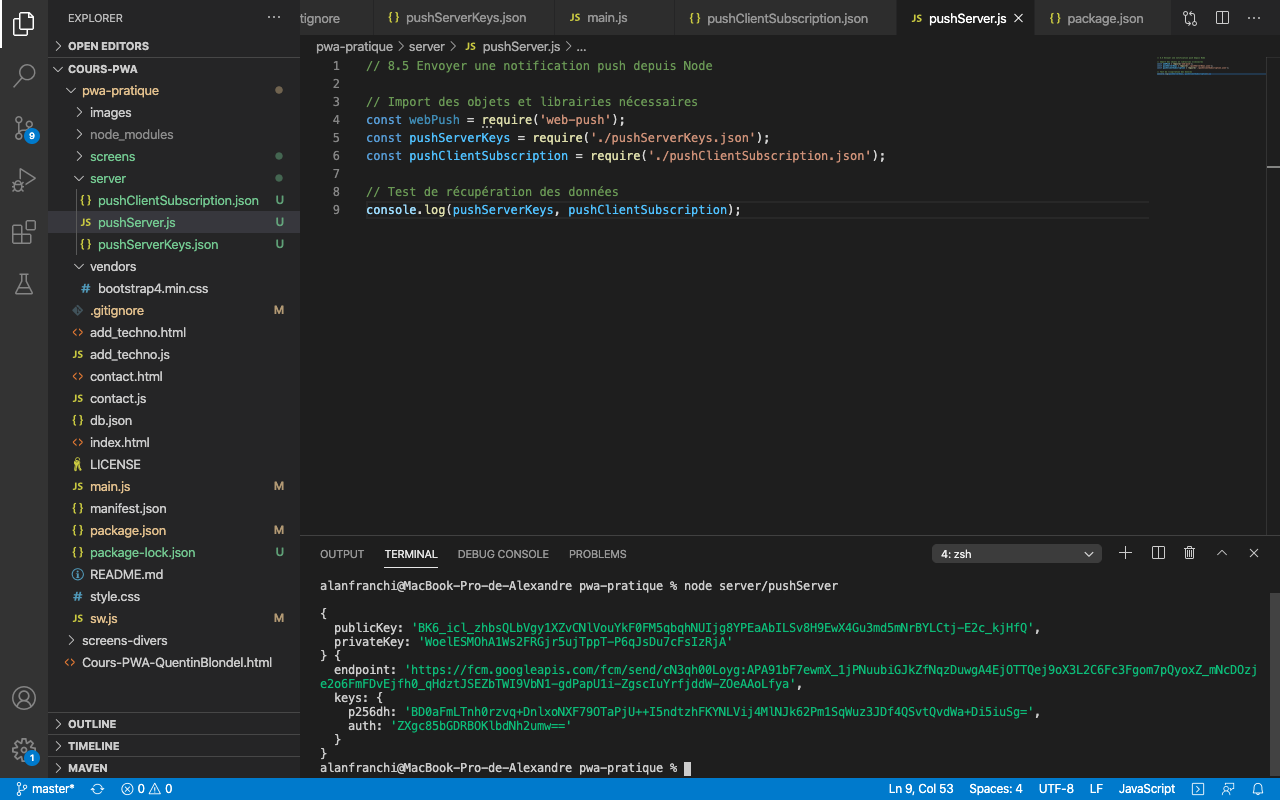 EXPLORER
tignore
pushServerKeys.json
JS main.js
pushClientSubscription.json
JS pushServer.js
package.json
OPEN EDITORS
COURS-PWA
pwa-pratique
images
node_modules
screens
server
{} pushClientSubscription.json U
JS pushServer.js U
{} pushServerKeys.json U
vendors
# bootstrap4.min.css
.gitignore M
<> add_techno.html
JS add_techno.js
<> contact.html
JS contact.js
{} db.json
<> index.html
LICENSE
JS main.js M
{} manifest.json
{} package.json M
{} package-lock.json U
README.md
# style.css
JS sw.js M
screens-divers
<> Cours-PWA-QuentinBlondel.html
OUTLINE
TIMELINE
MAVEN
9
1
pwa-pratique > server > JS pushServer.js > ...
1 // 8.5 Envoyer une notification push depuis Node
2
3 // Import des objets et librairies nécessaires
4 const webPush = require('web-push');
5 const pushServerKeys = require('./pushServerKeys.json');
6 const pushClientSubscription = require('./pushClientSubscription.json');
7
8 // Test de récupération des données
9 console.log(pushServerKeys, pushClientSubscription);
OUTPUT TERMINAL DEBUG CONSOLE PROBLEMS
4: zsh
alanfranchi@MacBook-Pro-de-Alexandre pwa-pratique % node server/pushServer
{
publicKey: 'BK6_icl_zhbsQLbVgy1XZvCNlVouYkF0FM5qbqhNUIjg8YPEaAbILSv8H9EwX4Gu3md5mNrBYLCtj-E2c_kjHfQ',
privateKey: 'WoelESMOhA1Ws2FRGjr5ujTppT-P6qJsDu7cFsIzRjA'
} {
endpoint: 'https://fcm.googleapis.com/fcm/send/cN3qh00Loyg:APA91bF7ewmX_1jPNuubiGJkZfNqzDuwgA4EjOTTQej9oX3L2C6Fc3Fgom7pQyoxZ_mNcDOzj
e2o6FmFDvEjfh0_qHdztJSEZbTWI9VbN1-gdPapU1i-ZgscIuYrfjddW-ZOeAAoLfya',
keys: {
p256dh: 'BD0aFmLTnh0rzvq+DnlxoNXF79OTaPjU++I5ndtzhFKYNLVij4MlNJk62Pm1SqWuz3JDf4QSvtQvdWa+Di5iuSg=',
auth: 'ZXgc85bGDRBOKlbdNh2umw=='
}
}
alanfranchi@MacBook-Pro-de-Alexandre pwa-pratique %
master* 0 0 Ln 9, Col 53 Spaces: 4 UTF-8 LF JavaScript